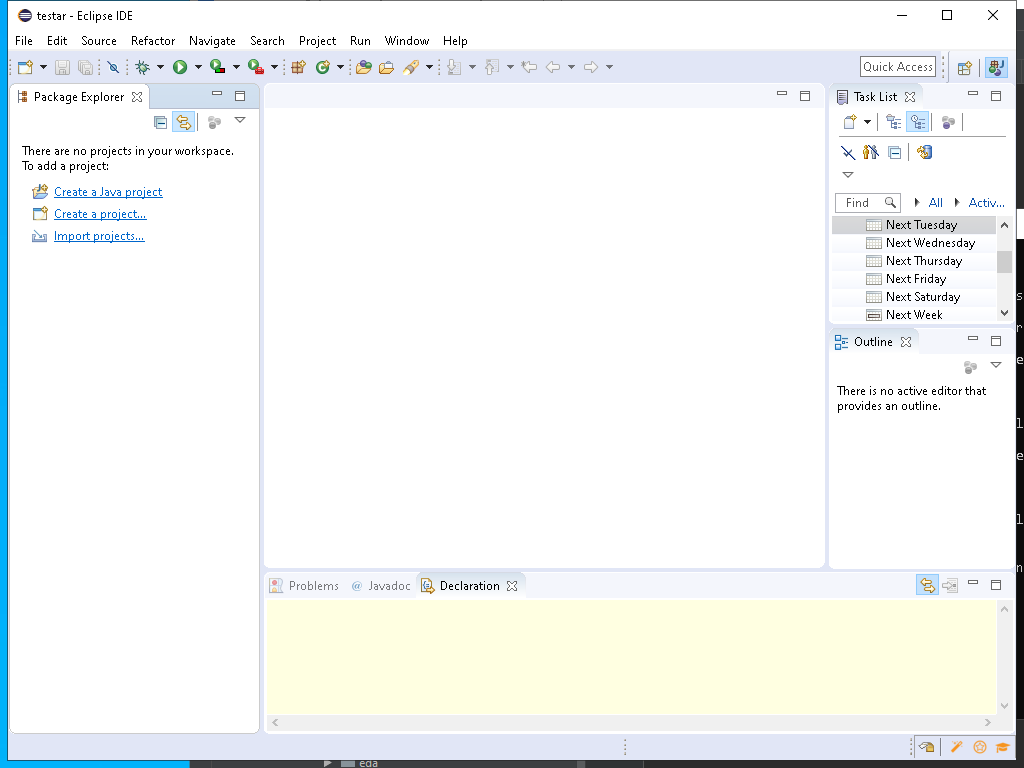 testar - Eclipse IDE
File Edit Source Refactor Navigate Search Project Run Window Help
Quick Access
Package Explorer
There are no projects in your workspace.
To add a project:
Create a Java project
Create a project...
Import projects...
Task List
Find All Activ...
Next Tuesday
Next Wednesday
Next Thursday
Next Friday
Next Saturday
Next Week
Outline
There is no active editor that
provides an outline.
Problems @ Javadoc Declaration
eda